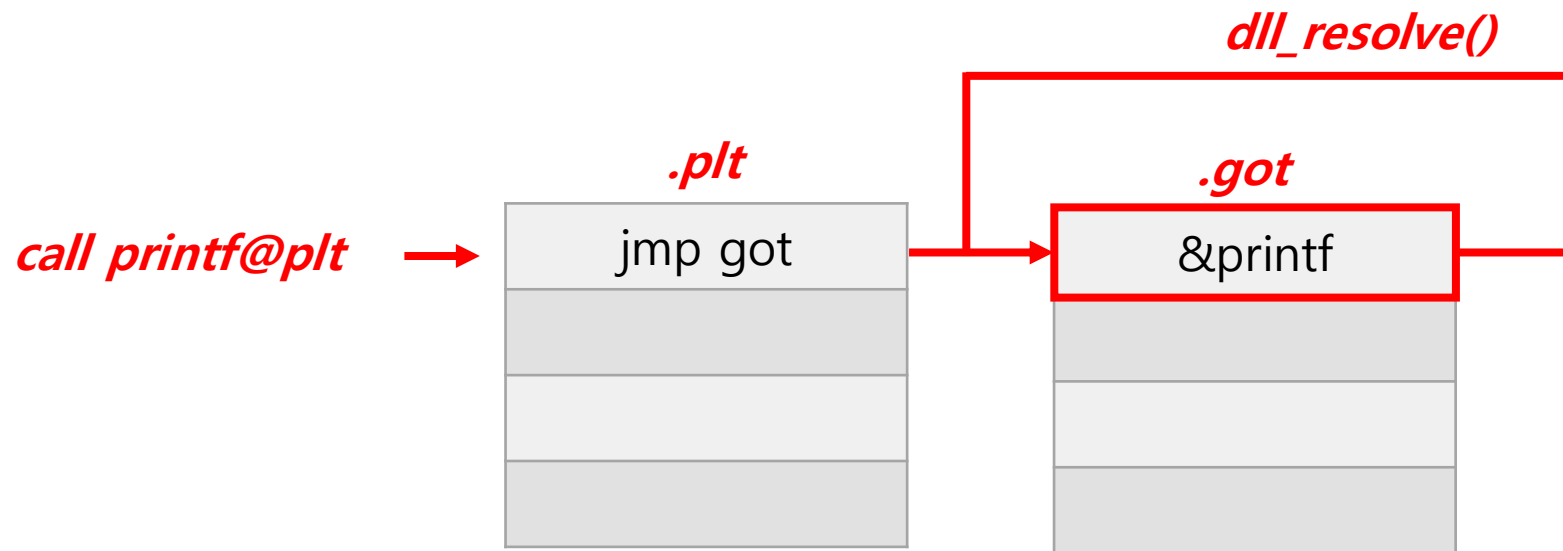 dll_resolve()
.plt
.got
call printf@plt
jmp got
&printf